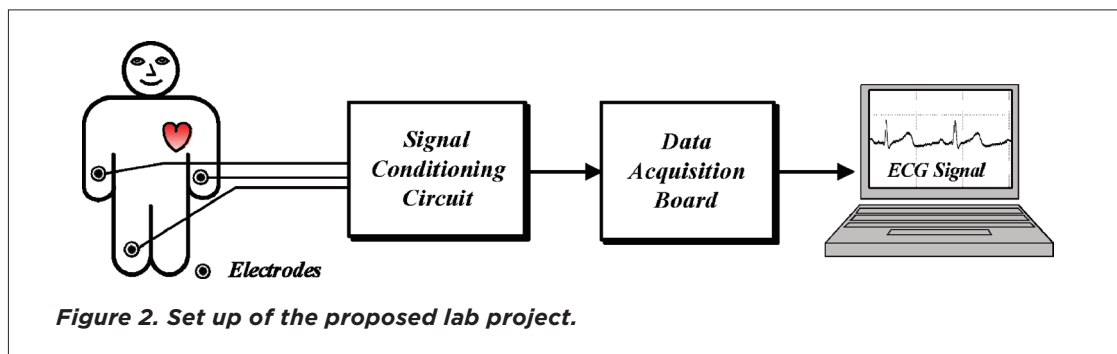 Signal
Conditioning
Circuit
Data
Acquisition
Board
ECG Signal
Electrodes
Figure 2. Set up of the proposed lab project.